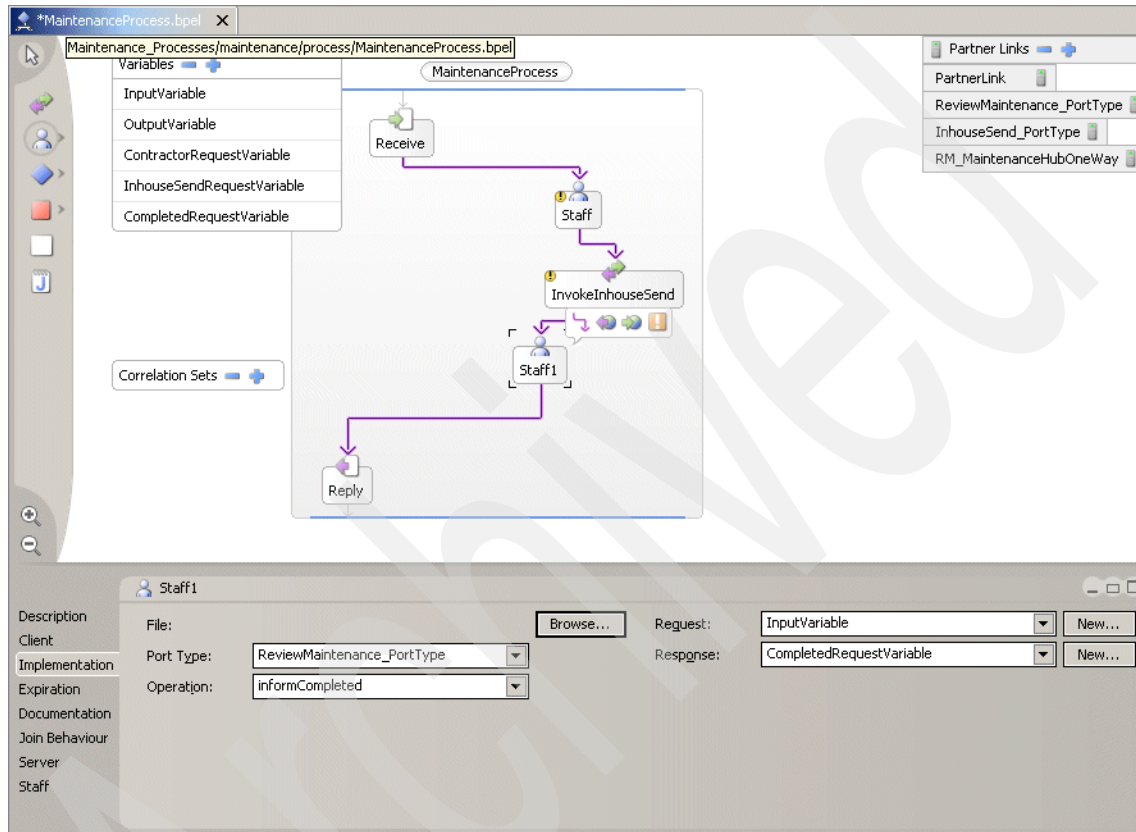 *MaintenanceProcess.bpel X
Maintenance_Processes/maintenance/process/MaintenanceProcess.bpel
Variables
InputVariable
OutputVariable
ContractorRequestVariable
InhouseSendRequestVariable
CompletedRequestVariable
Correlation Sets
MaintenanceProcess
Receive
Staff
InvokeInhouseSend
Staff1
Reply
Partner Links
PartnerLink
ReviewMaintenance_PortType
InhouseSend_PortType
RM_MaintenanceHubOneWay
Staff1
Description
Client
Implementation
Expiration
Documentation
Join Behaviour
Server
Staff
File:
Browse...
Port Type:
ReviewMaintenance_PortType
Operation:
informCompleted
Request:
InputVariable
New...
Response:
CompletedRequestVariable
New...
Archived